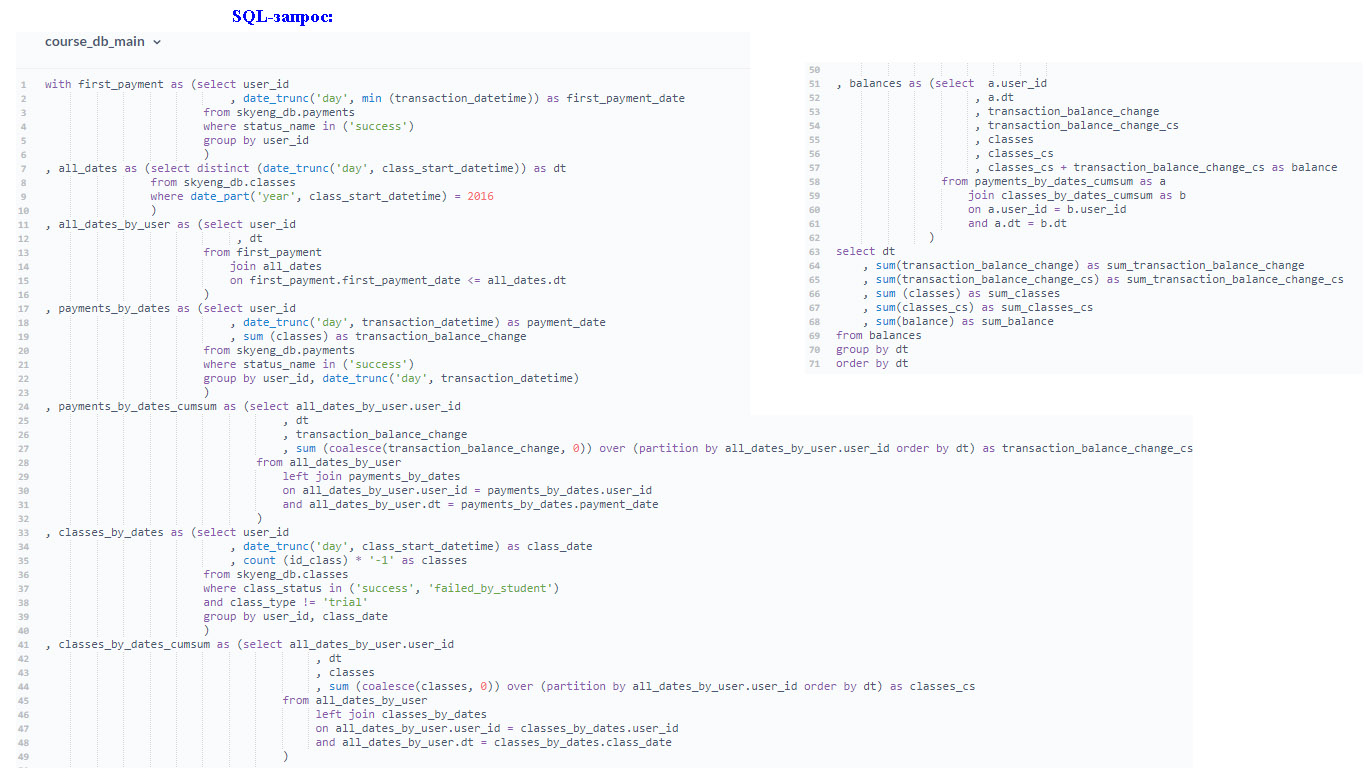 SQL-запрос:
course_db_main
1 with first_payment as (select user_id
2 , date_trunc('day', min (transaction_datetime)) as first_payment_date
3 from skyeng_db.payments
4 where status_name in ('success')
5 group by user_id
6 )
7 , all_dates as (select distinct (date_trunc('day', class_start_datetime)) as dt
8 from skyeng_db.classes
9 where date_part('year', class_start_datetime) = 2016
10 )
11 , all_dates_by_user as (select user_id
12 , dt
13 from first_payment
14 join all_dates
15 on first_payment.first_payment_date <= all_dates.dt
16 )
17 , payments_by_dates as (select user_id
18 , date_trunc('day', transaction_datetime) as payment_date
19 , sum (classes) as transaction_balance_change
20 from skyeng_db.payments
21 where status_name in ('success')
22 group by user_id, date_trunc('day', transaction_datetime)
23 )
24 , payments_by_dates_cumsum as (select all_dates_by_user.user_id
25 , dt
26 , transaction_balance_change
27 , sum (coalesce(transaction_balance_change, 0)) over (partition by all_dates_by_user.user_id order by dt) as transaction_balance_change_cs
28 from all_dates_by_user
29 left join payments_by_dates
30 on all_dates_by_user.user_id = payments_by_dates.user_id
31 and all_dates_by_user.dt = payments_by_dates.payment_date
32 )
33 , classes_by_dates as (select user_id
34 , date_trunc('day', class_start_datetime) as class_date
35 , count (id_class) * '-1' as classes
36 from skyeng_db.classes
37 where class_status in ('success', 'failed_by_student')
38 and class_type != 'trial'
39 group by user_id, class_date
40 )
41 , classes_by_dates_cumsum as (select all_dates_by_user.user_id
42 , dt
43 , classes
44 , sum (coalesce(classes, 0)) over (partition by all_dates_by_user.user_id order by dt) as classes_cs
45 from all_dates_by_user
46 left join classes_by_dates
47 on all_dates_by_user.user_id = classes_by_dates.user_id
48 and all_dates_by_user.dt = classes_by_dates.class_date
49 )
50
51 , balances as (select a.user_id
52 , a.dt
53 , transaction_balance_change
54 , transaction_balance_change_cs
55 , classes
56 , classes_cs
57 , classes_cs + transaction_balance_change_cs as balance
58 from payments_by_dates_cumsum as a
59 join classes_by_dates_cumsum as b
60 on a.user_id = b.user_id
61 and a.dt = b.dt
62 )
63 select dt
64 , sum(transaction_balance_change) as sum_transaction_balance_change
65 , sum(transaction_balance_change_cs) as sum_transaction_balance_change_cs
66 , sum (classes) as sum_classes
67 , sum(classes_cs) as sum_classes_cs
68 , sum(balance) as sum_balance
69 from balances
70 group by dt
71 order by dt